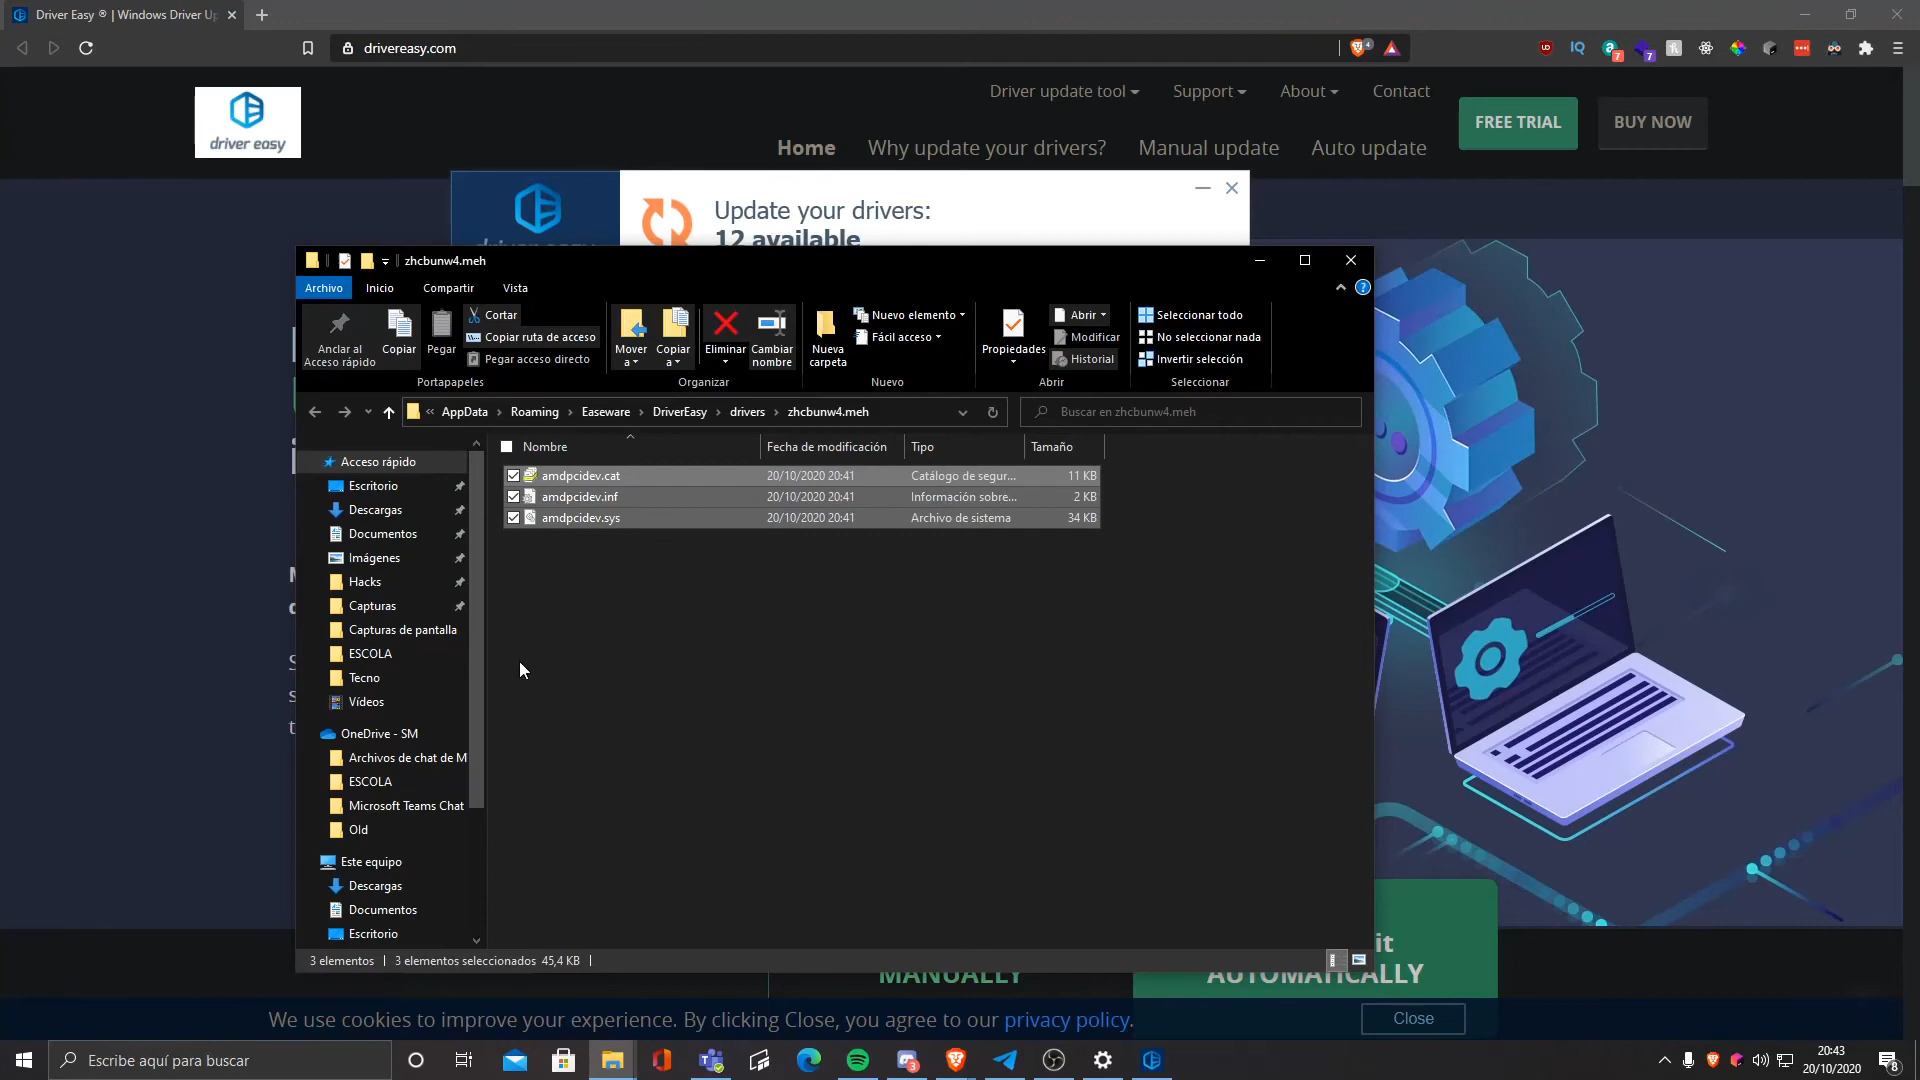 Driver Easy ® | Windows Driver Up
drivereasy.com
4
7
7
Driver update tool
Support
About
Contact
FREE TRIAL
BUY NOW
driver easy
Home
Why update your drivers?
Manual update
Auto update
Update your drivers:
12 available
zhcbunw4.meh
Archivo
Inicio
Compartir
Vista
Anclar al
Acceso rápido
Copiar
Pegar
Cortar
Copiar ruta de acceso
Pegar acceso directo
Portapapeles
Mover
a
Copiar
a
Eliminar
Cambiar
nombre
Organizar
Nueva
carpeta
Nuevo elemento
Fácil acceso
Nuevo
Propiedades
Abrir
Modificar
Historial
Abrir
Seleccionar todo
No seleccionar nada
Invertir selección
Seleccionar
« AppData › Roaming › Easeware › DriverEasy › drivers › zhcbunw4.meh
Buscar en zhcbunw4.meh
Nombre
Fecha de modificación
Tipo
Tamaño
amdpcidev.cat 20/10/2020 20:41 Catálogo de segur... 11 KB
amdpcidev.inf 20/10/2020 20:41 Información sobre... 2 KB
amdpcidev.sys 20/10/2020 20:41 Archivo de sistema 34 KB
Acceso rápido
Escritorio
Descargas
Documentos
Imágenes
Hacks
Capturas
Capturas de pantalla
ESCOLA
Tecno
Vídeos
OneDrive - SM
Archivos de chat de M
ESCOLA
Microsoft Teams Chat
Old
Este equipo
Descargas
Documentos
Escritorio
3 elementos
3 elementos seleccionados 45,4 KB
MANUALLY
it
AUTOMATICALLY
We use cookies to improve your experience. By clicking Close, you agree to our privacy policy.
Close
Escribe aquí para buscar
3
20:43
20/10/2020
8